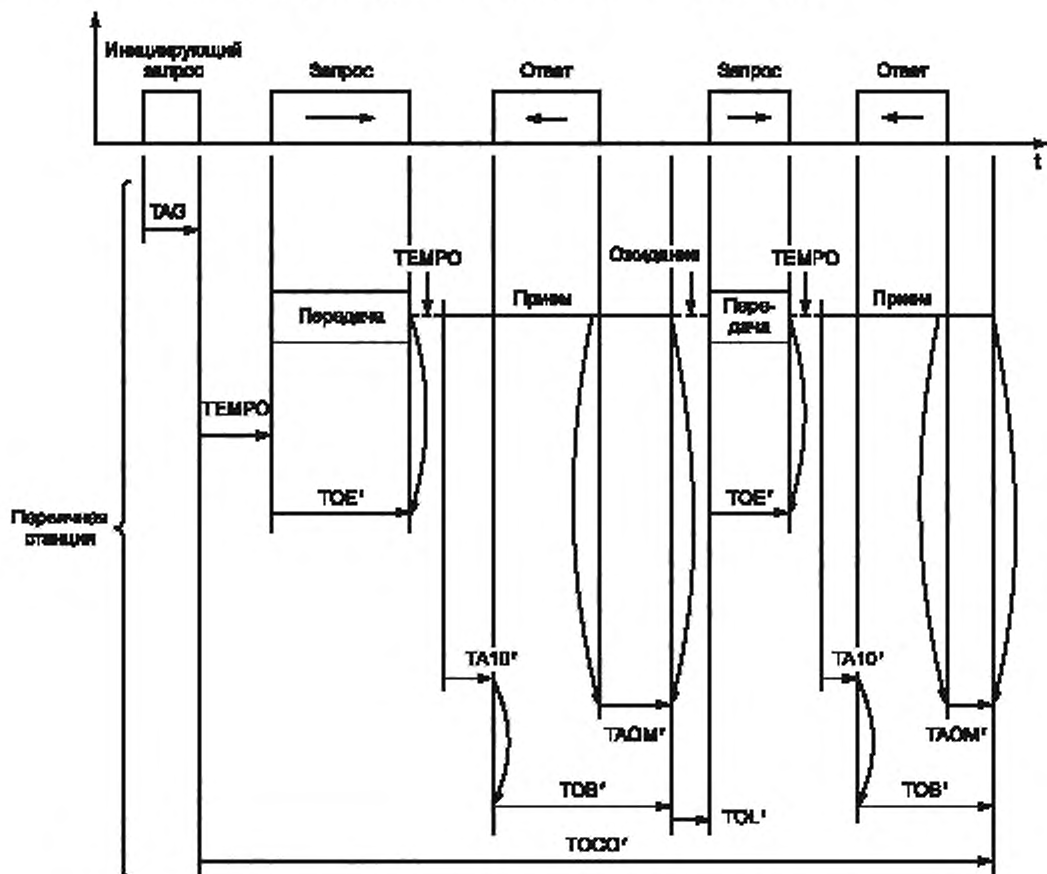 Инициирующий
запрос
Запрос
Ответ
Запрос
Ответ
t
TAG
TEMPO
Ожидание
TEMPO
Передача
Прием
Пере-
дача
Прием
TEMPO
TOE*
TOE*
Первичная
станция
TA10*
TA10*
TAOM*
TAOM*
TOB*
TOB*
TOL*
TOCO*